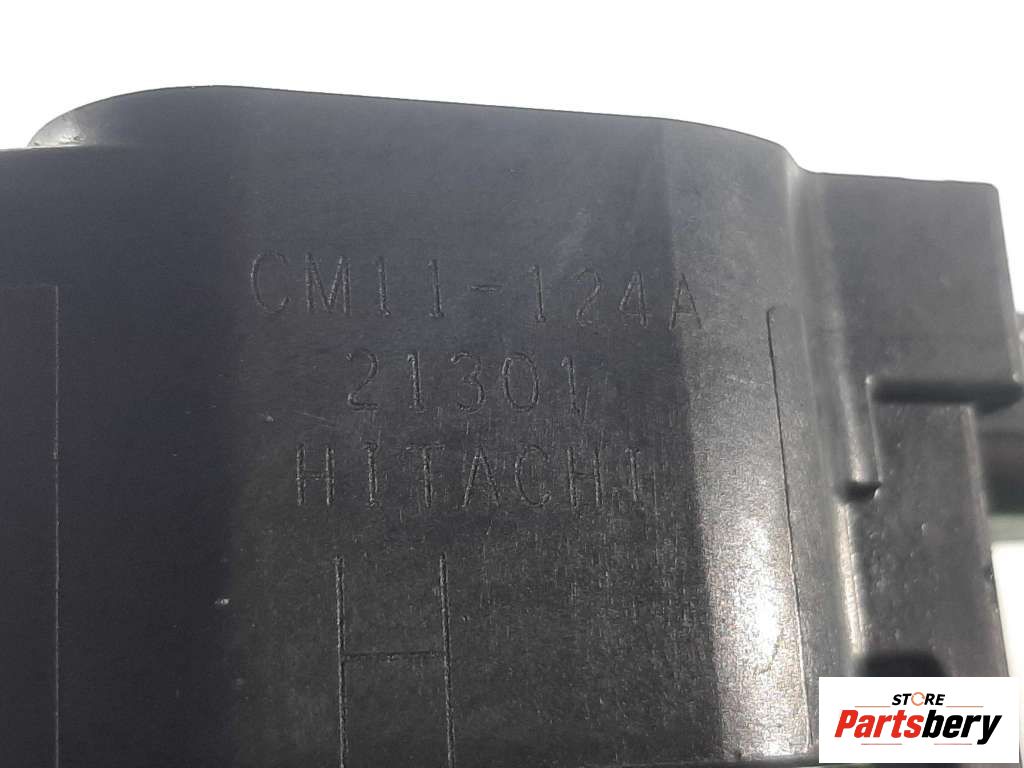 CM11-124A
21301
HITACHI
H
STORE
Partsbery